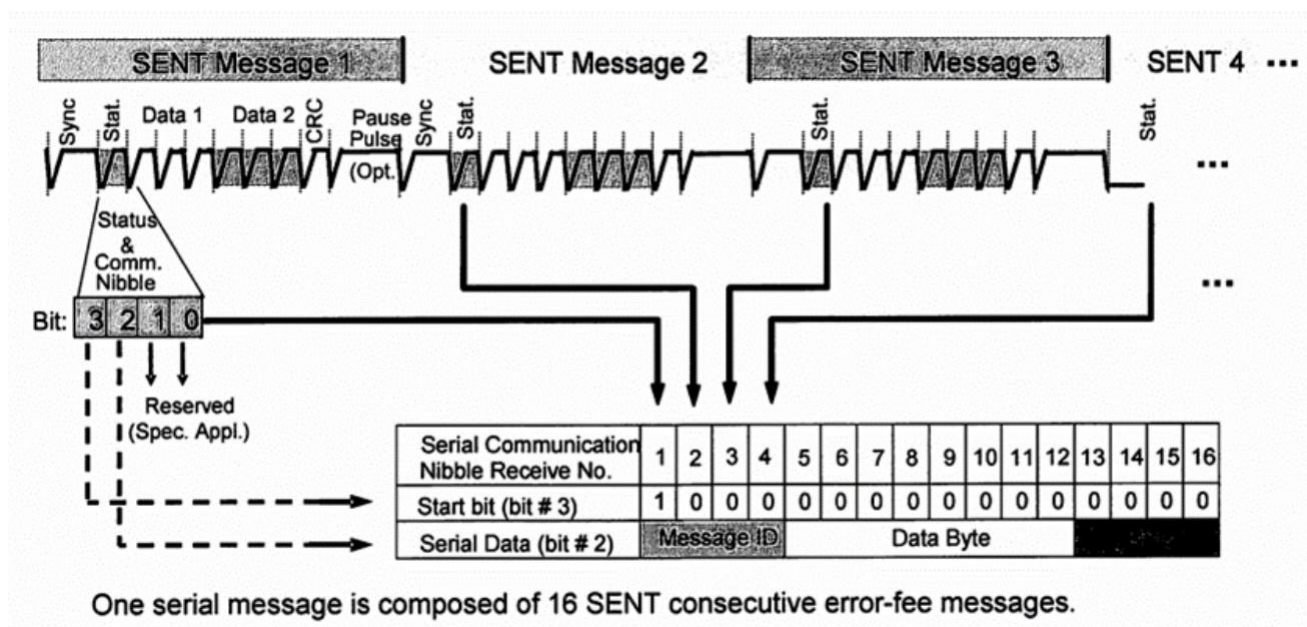 SENT Message 1 SENT Message 2 SENT Message 3 SENT 4 ...
Sync Stat. Data 1 Data 2 CRC Pause Pulse (Opt. Sync Stat. Stat. Stat.
...
Status
&
Comm.
Nibble
...
Bit: 3 2 1 0
Reserved
(Spec. Appl.)
Serial Communication
Nibble Receive No. 1 2 3 4 5 6 7 8 9 10 11 12 13 14 15 16
Start bit (bit # 3) 1 0 0 0 0 0 0 0 0 0 0 0 0 0 0 0
Serial Data (bit # 2) Message ID Data Byte
One serial message is composed of 16 SENT consecutive error-fee messages.